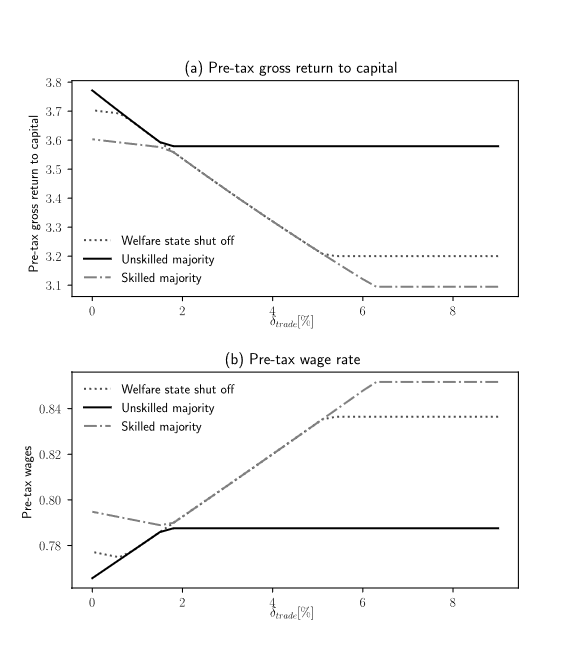 (a) Pre-tax gross return to capital
3.8
3.7
3.6
3.5
3.4
3.3
3.2
3.1
Pre-tax gross return to capital
Welfare state shut off
Unskilled majority
Skilled majority
0 2 4 6 8
δtrade[%]
(b) Pre-tax wage rate
0.84
0.82
0.80
0.78
Pre-tax wages
Welfare state shut off
Unskilled majority
Skilled majority
0 2 4 6 8
δtrade[%]